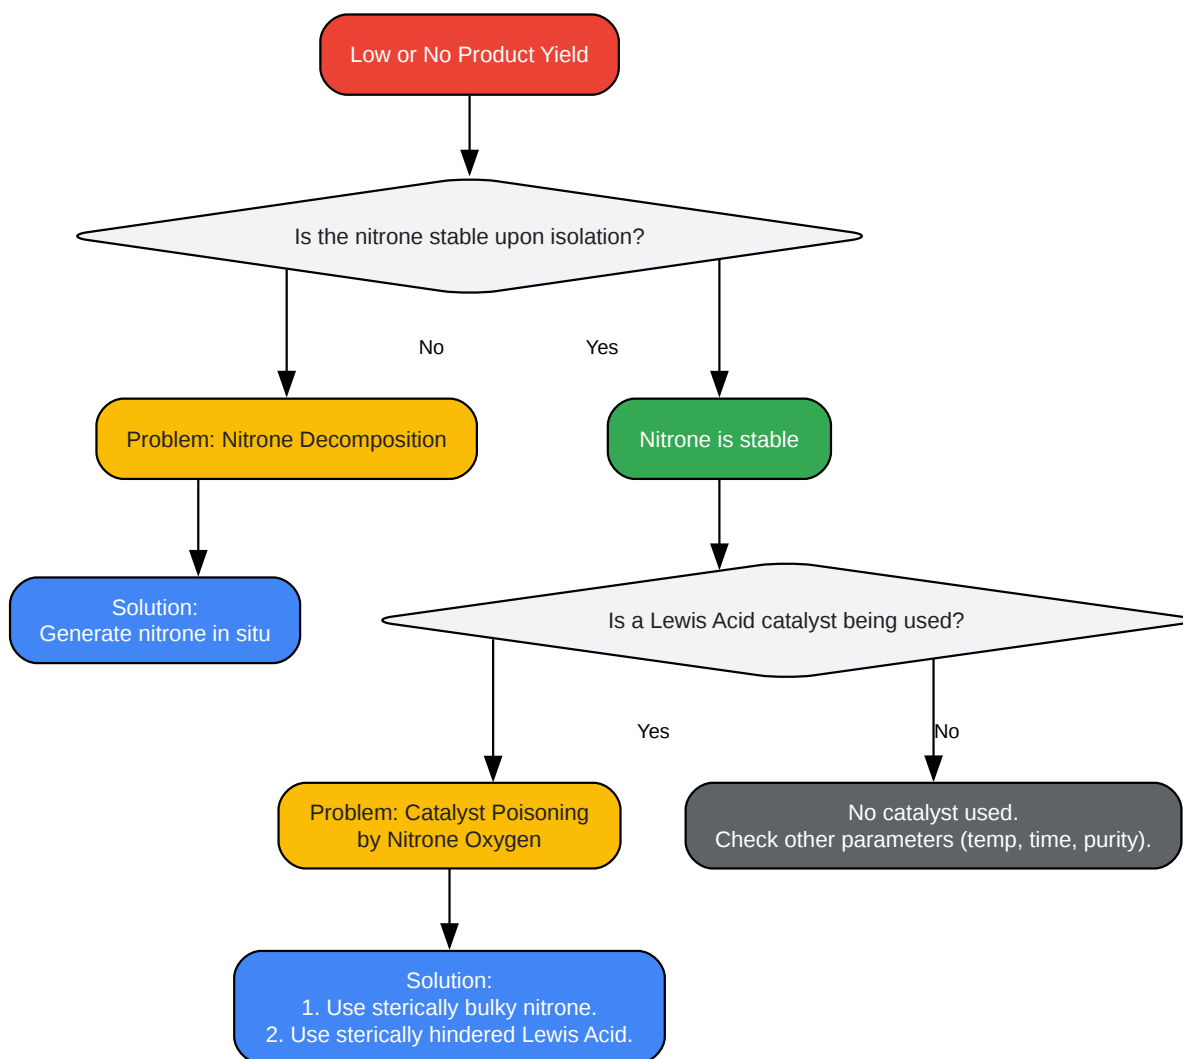 Low or No Product Yield
Is the nitrone stable upon isolation?
No
Yes
Problem: Nitrone Decomposition
Nitrone is stable
Solution:
Generate nitrone in situ
Is a Lewis Acid catalyst being used?
Yes
No
Problem: Catalyst Poisoning
by Nitrone Oxygen
No catalyst used.
Check other parameters (temp, time, purity).
Solution:
1. Use sterically bulky nitrone.
2. Use sterically hindered Lewis Acid.